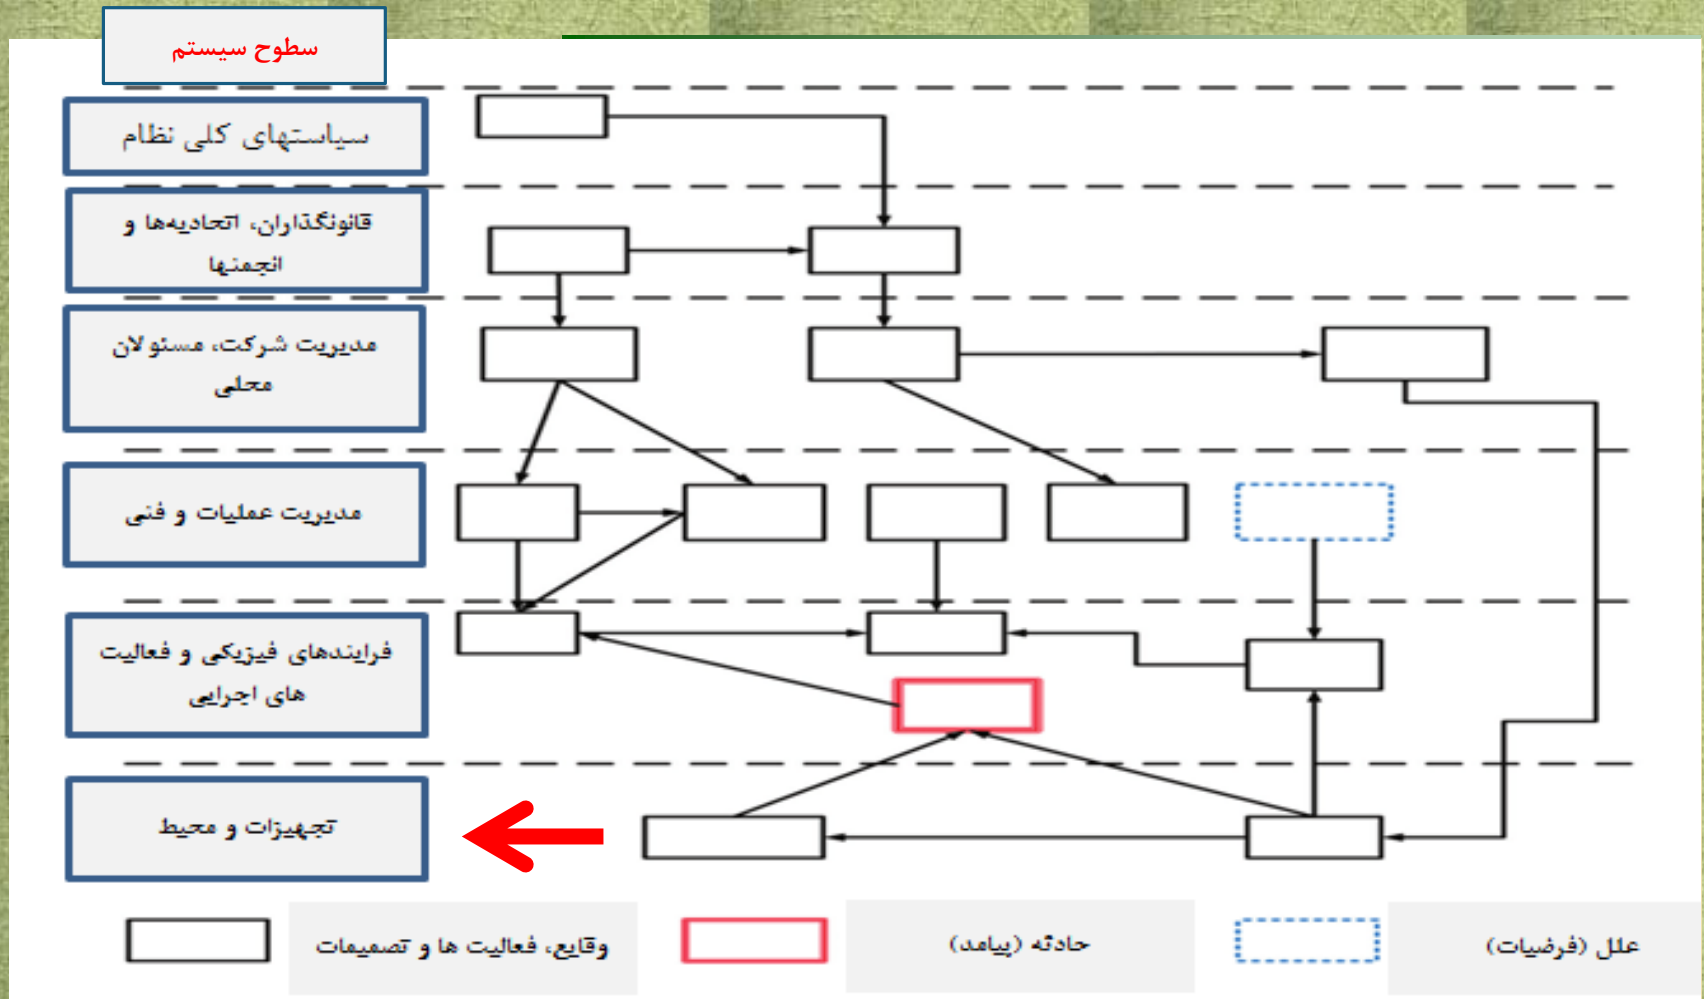 سطوح سیستم
سیاستهای کلی نظام
قانونگذاران، اتحادیه‌ها و
انجمنها
مدیریت شرکت، مسئولان
محلی
مدیریت عملیات و فنی
فرایندهای فیزیکی و فعالیت
های اجرایی
تجهیزات و محیط
وقایع، فعالیت ها و تصمیمات
حادثه (پیامد)
علل (فرضیات)